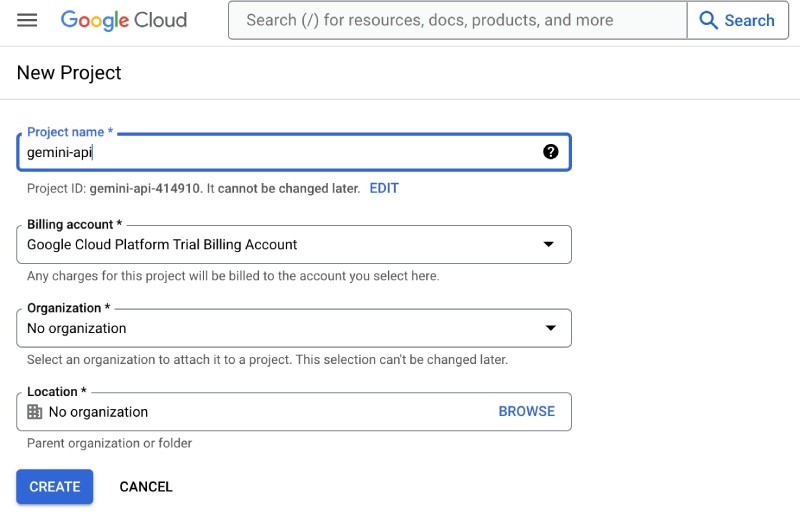 Google Cloud
Search (/) for resources, docs, products, and more
Search
New Project
Project name *
gemini-api
Project ID: gemini-api-414910. It cannot be changed later. EDIT
Billing account *
Google Cloud Platform Trial Billing Account
Any charges for this project will be billed to the account you select here.
Organization *
No organization
Select an organization to attach it to a project. This selection can't be changed later.
Location *
No organization
BROWSE
Parent organization or folder
CREATE
CANCEL